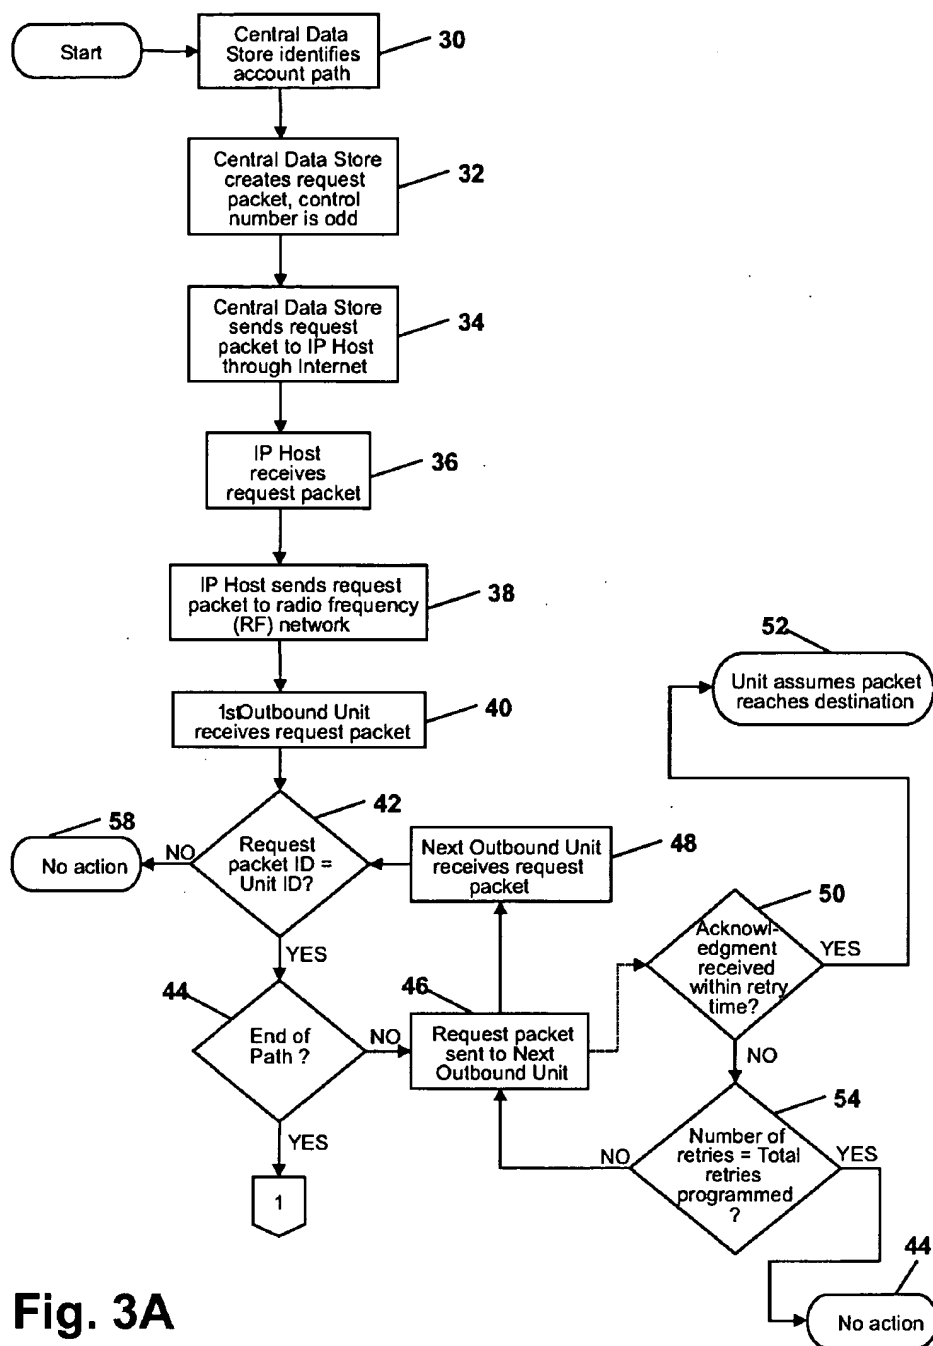 Start
Central Data
Store identifies
account path
30
Central Data Store
creates request
packet, control
number is odd
32
Central Data Store
sends request
packet to IP Host
through Internet
34
IP Host
receives
request packet
36
IP Host sends request
packet to radio frequency
(RF) network
38
1stOutbound Unit
receives request packet
40
52
Unit assumes packet
reaches destination
42
Request
packet ID =
Unit ID?
NO
58
No action
YES
Next Outbound Unit
receives request
packet
48
50
Acknowl-
edgment
received
within retry
time?
YES
NO
44
End of
Path ?
NO
YES
46
Request packet
sent to Next
Outbound Unit
54
Number of
retries = Total
retries
programmed
?
NO
YES
1
44
No action
Fig. 3A